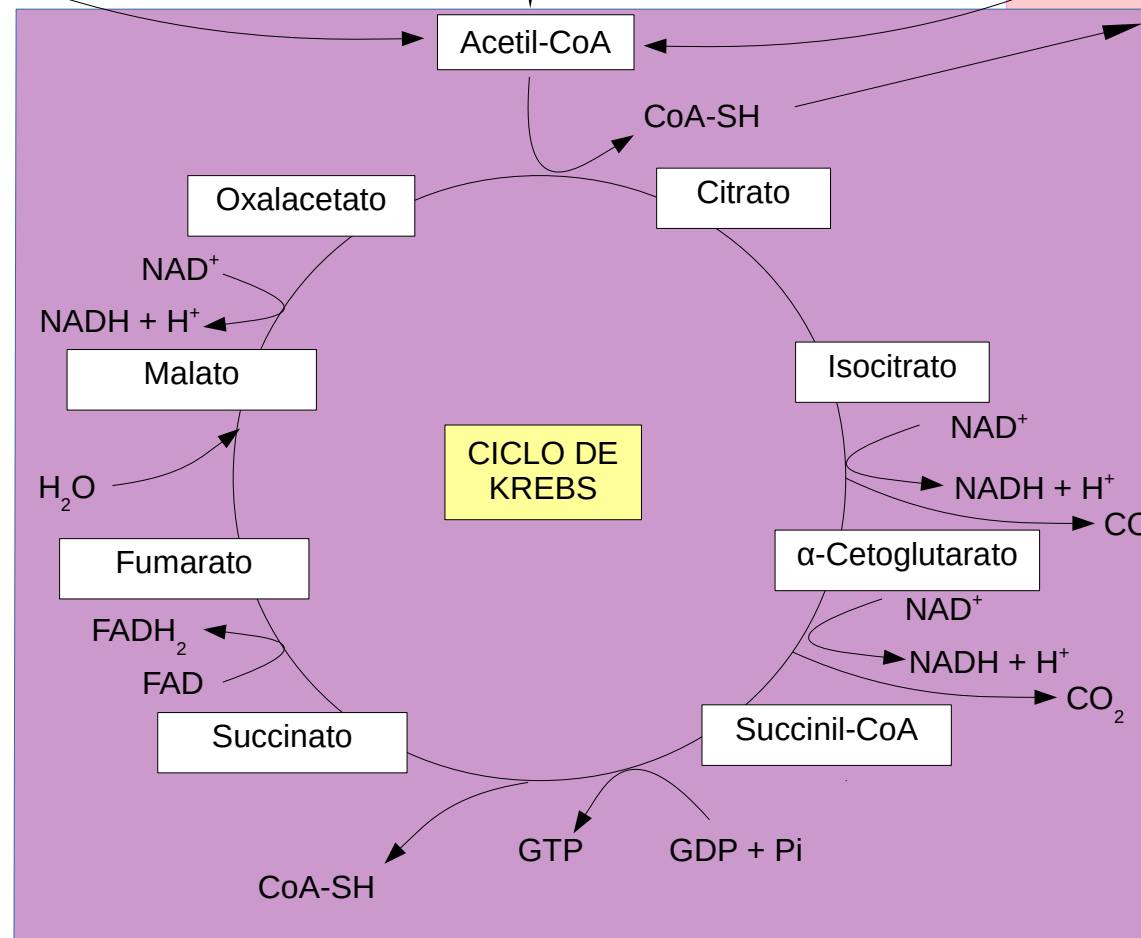 Acetil-CoA
CoA-SH
Oxalacetato
Citrato
NAD⁺
NADH + H⁺
Malato
Isocitrato
NAD⁺
CICLO DE
KREBS
H₂O
NADH + H⁺
Fumarato
α-Cetoglutarato
NAD⁺
FADH₂
NADH + H⁺
FAD
CO₂
Succinato
Succinil-CoA
GTP
GDP + Pi
CoA-SH